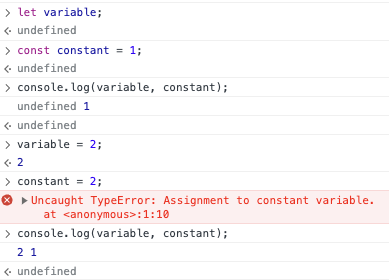 let variable;
undefined
const constant = 1;
undefined
console.log(variable, constant);
undefined 1
undefined
variable = 2;
2
constant = 2;
Uncaught TypeError: Assignment to constant variable.
at <anonymous>:1:10
console.log(variable, constant);
2 1
undefined